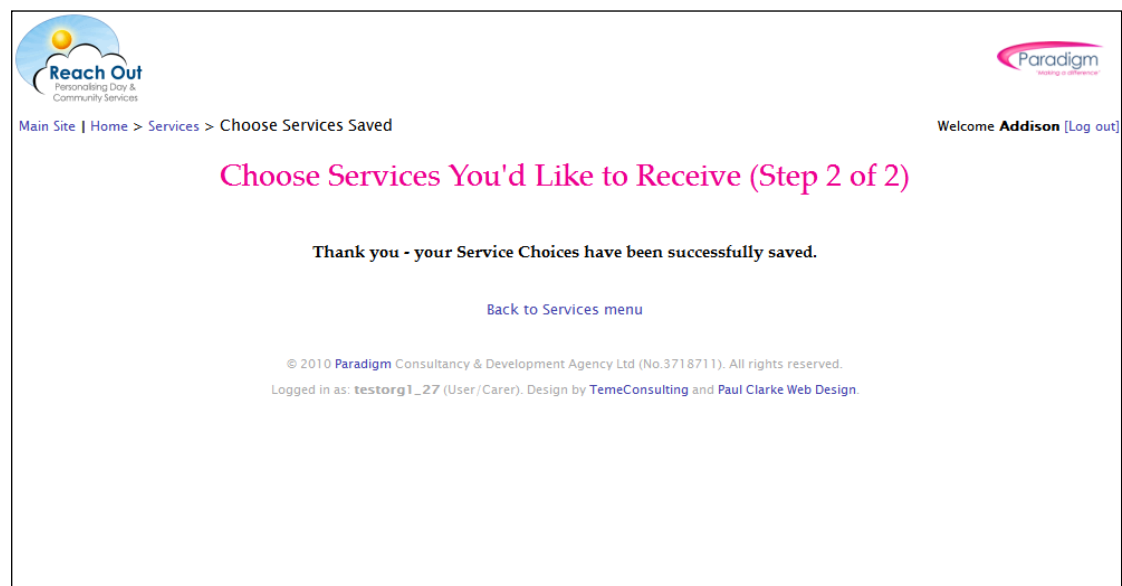 Reach Out
Personalising Day &
Community Services
Paradigm
'Making a difference'
Main Site | Home > Services > Choose Services Saved
Welcome Addison [Log out]
Choose Services You'd Like to Receive (Step 2 of 2)
Thank you - your Service Choices have been successfully saved.
Back to Services menu
© 2010 Paradigm Consultancy & Development Agency Ltd (No.3718711). All rights reserved.
Logged in as: testorg1_27 (User/Carer). Design by TemeConsulting and Paul Clarke Web Design.